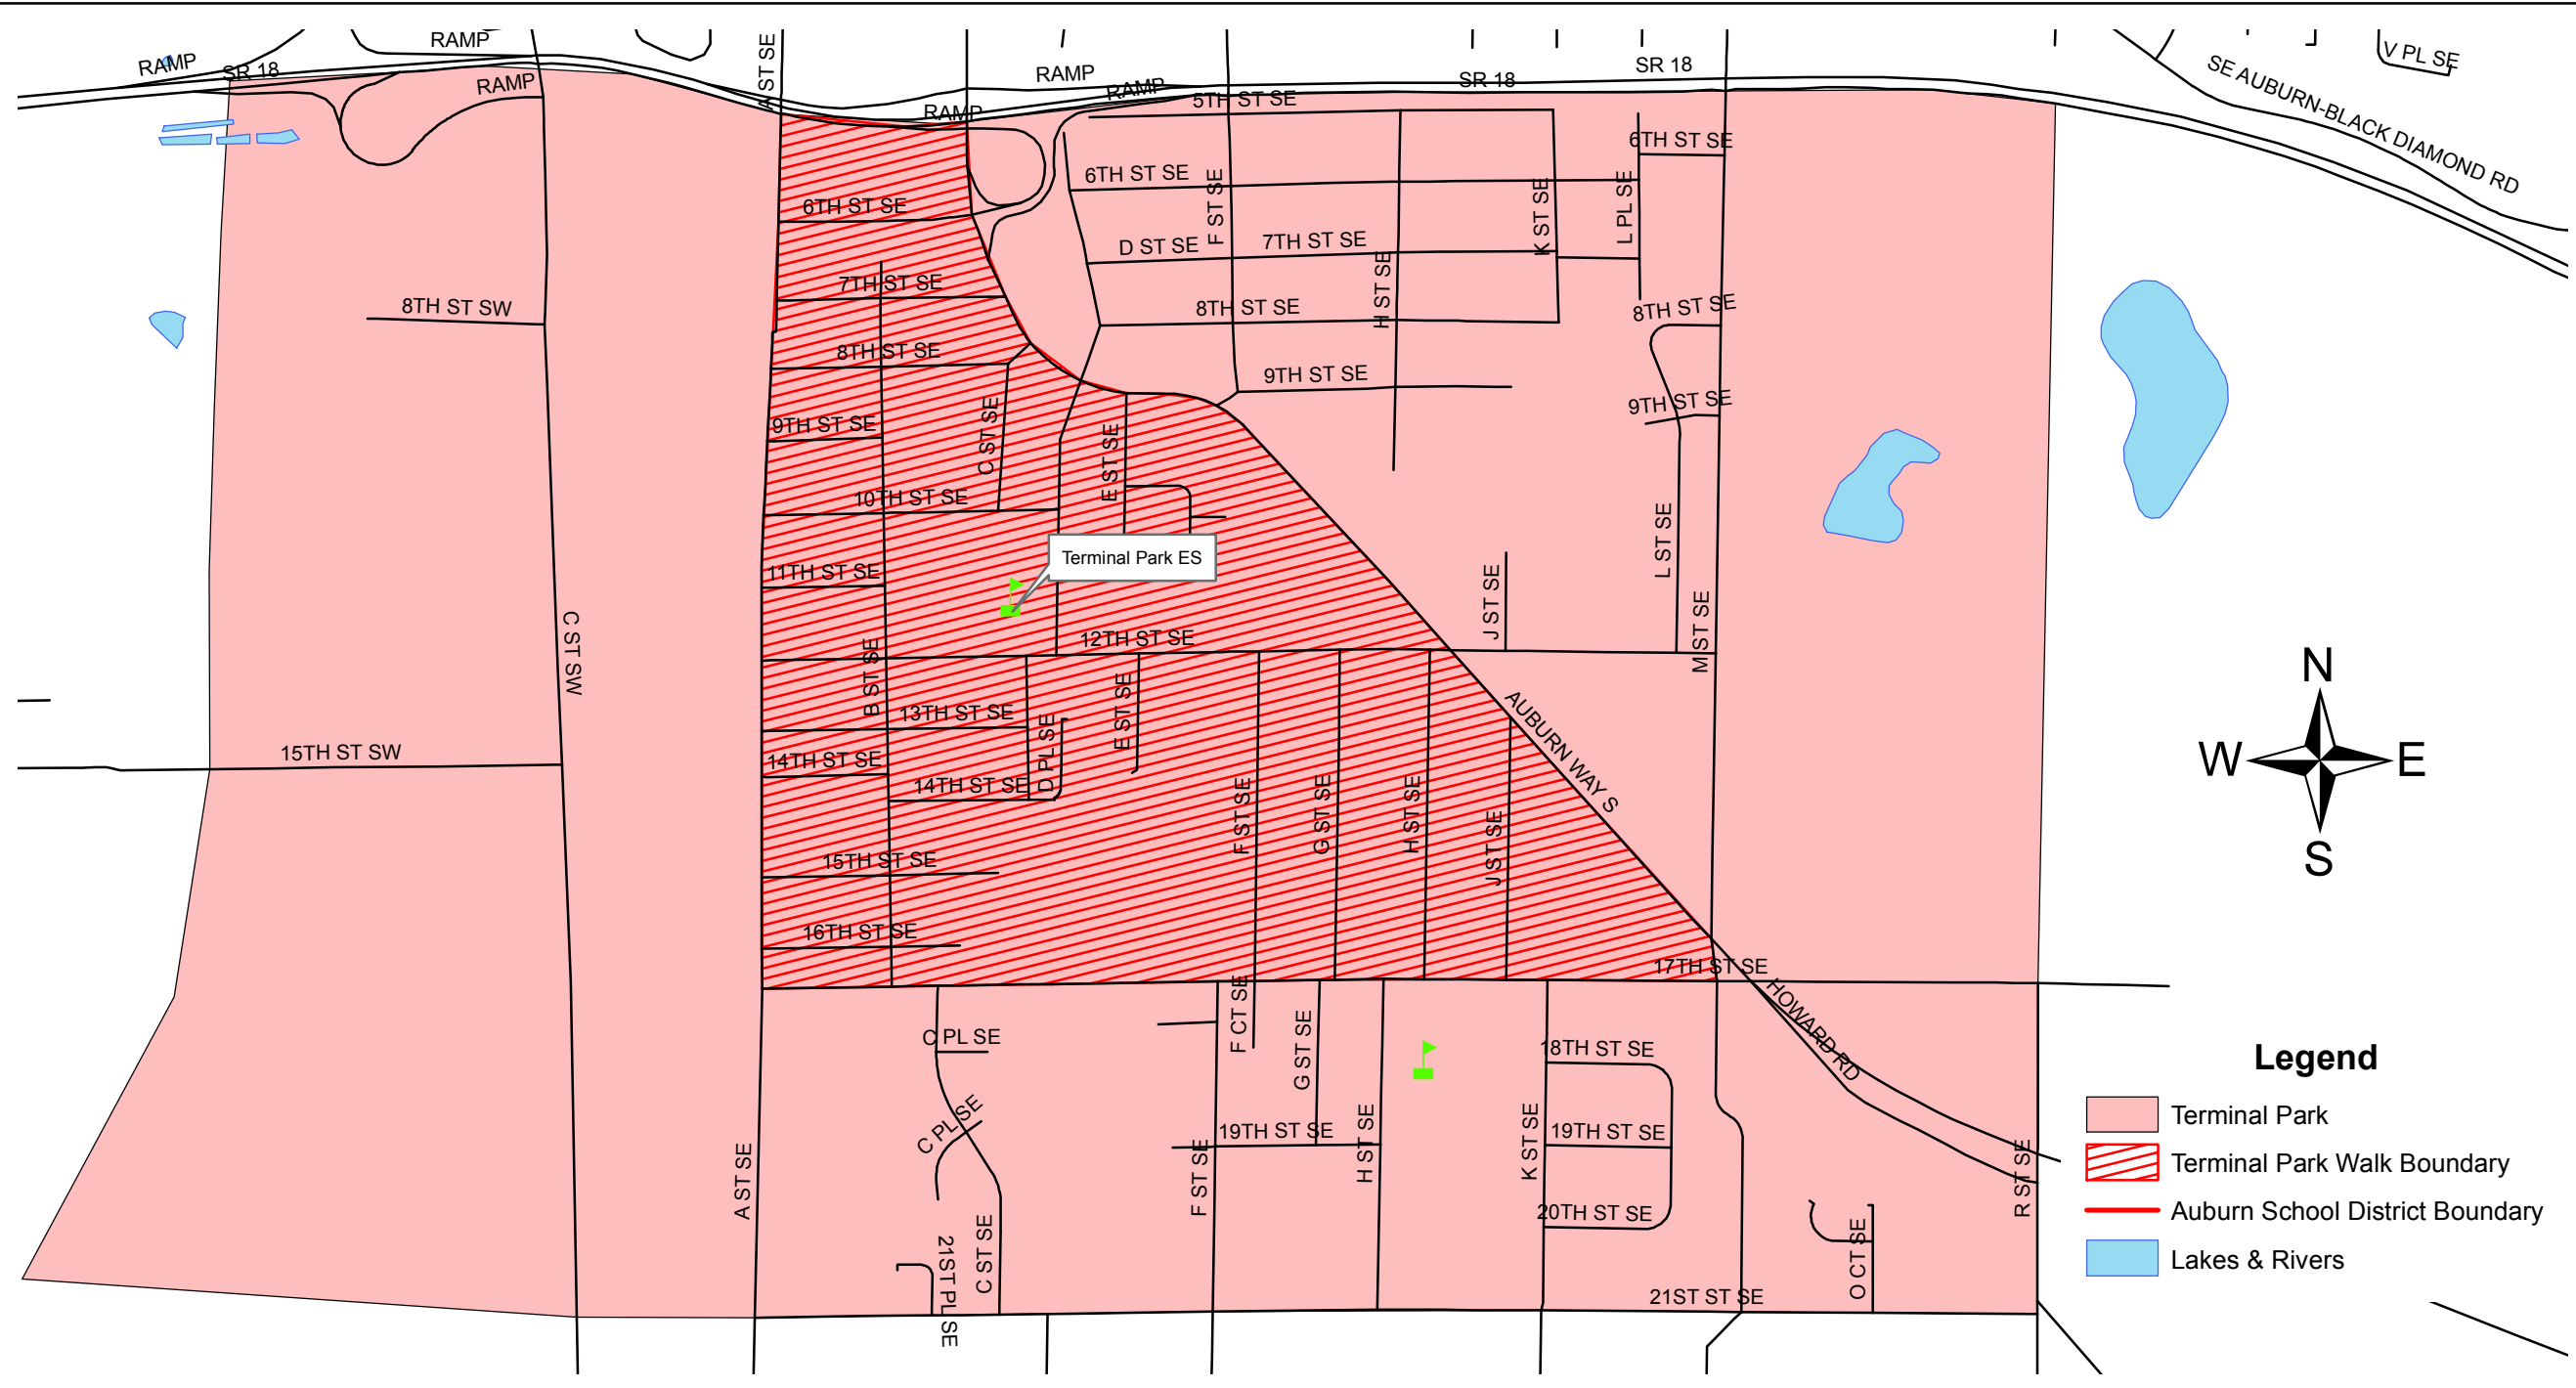 RAMP
RAMP
SR 18
RAMP
A ST SE
RAMP
RAMP
RAMP
SR 18
SR 18
V PL SE
SE AUBURN-BLACK DIAMOND RD
5TH ST SE
6TH ST SE
6TH ST SE
6TH ST SE
F ST SE
K ST SE
L PL SE
D ST SE
7TH ST SE
7TH ST SE
H ST SE
8TH ST SW
8TH ST SE
8TH ST SE
8TH ST SE
9TH ST SE
9TH ST SE
9TH ST SE
C ST SE
E ST SE
10TH ST SE
L ST SE
Terminal Park ES
11TH ST SE
J ST SE
M ST SE
C ST SW
12TH ST SE
B ST SE
N
13TH ST SE
E ST SE
D PL SE
AUBURN WAY S
15TH ST SW
14TH ST SE
14TH ST SE
W
E
F ST SE
G ST SE
H ST SE
J ST SE
S
15TH ST SE
16TH ST SE
17TH ST SE
F CT SE
HOWARD RD
C PL SE
G ST SE
18TH ST SE
Legend
Terminal Park
Terminal Park Walk Boundary
Auburn School District Boundary
Lakes & Rivers
C PL SE
19TH ST SE
19TH ST SE
A ST SE
F ST SE
H ST SE
K ST SE
R ST SE
20TH ST SE
21ST PL SE
C ST SE
O CT SE
21ST ST SE